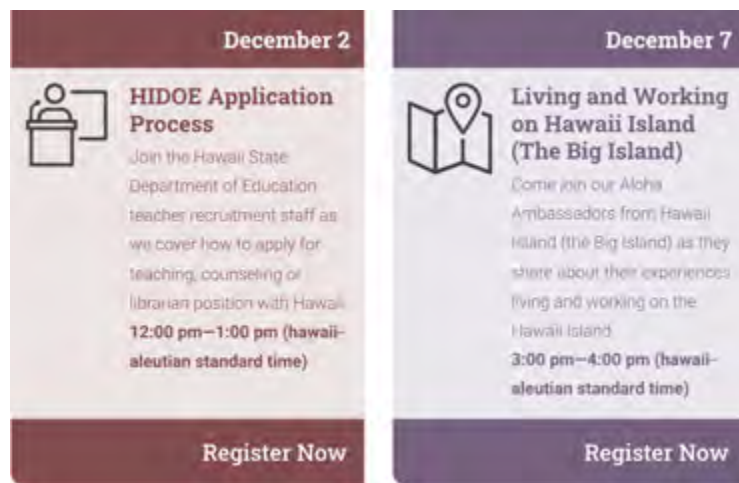 December 2
HIDOE Application
Process
Join the Hawaii State
Department of Education
teacher recruitment staff as
we cover how to apply for
teaching, counseling or
librarian position with Hawaii.
12:00 pm—1:00 pm (hawaii-
aleutian standard time)
Register Now
December 7
Living and Working
on Hawaii Island
(The Big Island)
Come join our Aloha
Ambassadors from Hawaii
Island (the Big Island) as they
share about their experiences
living and working on the
Hawaii Island
3:00 pm—4:00 pm (hawaii-
aleutian standard time)
Register Now